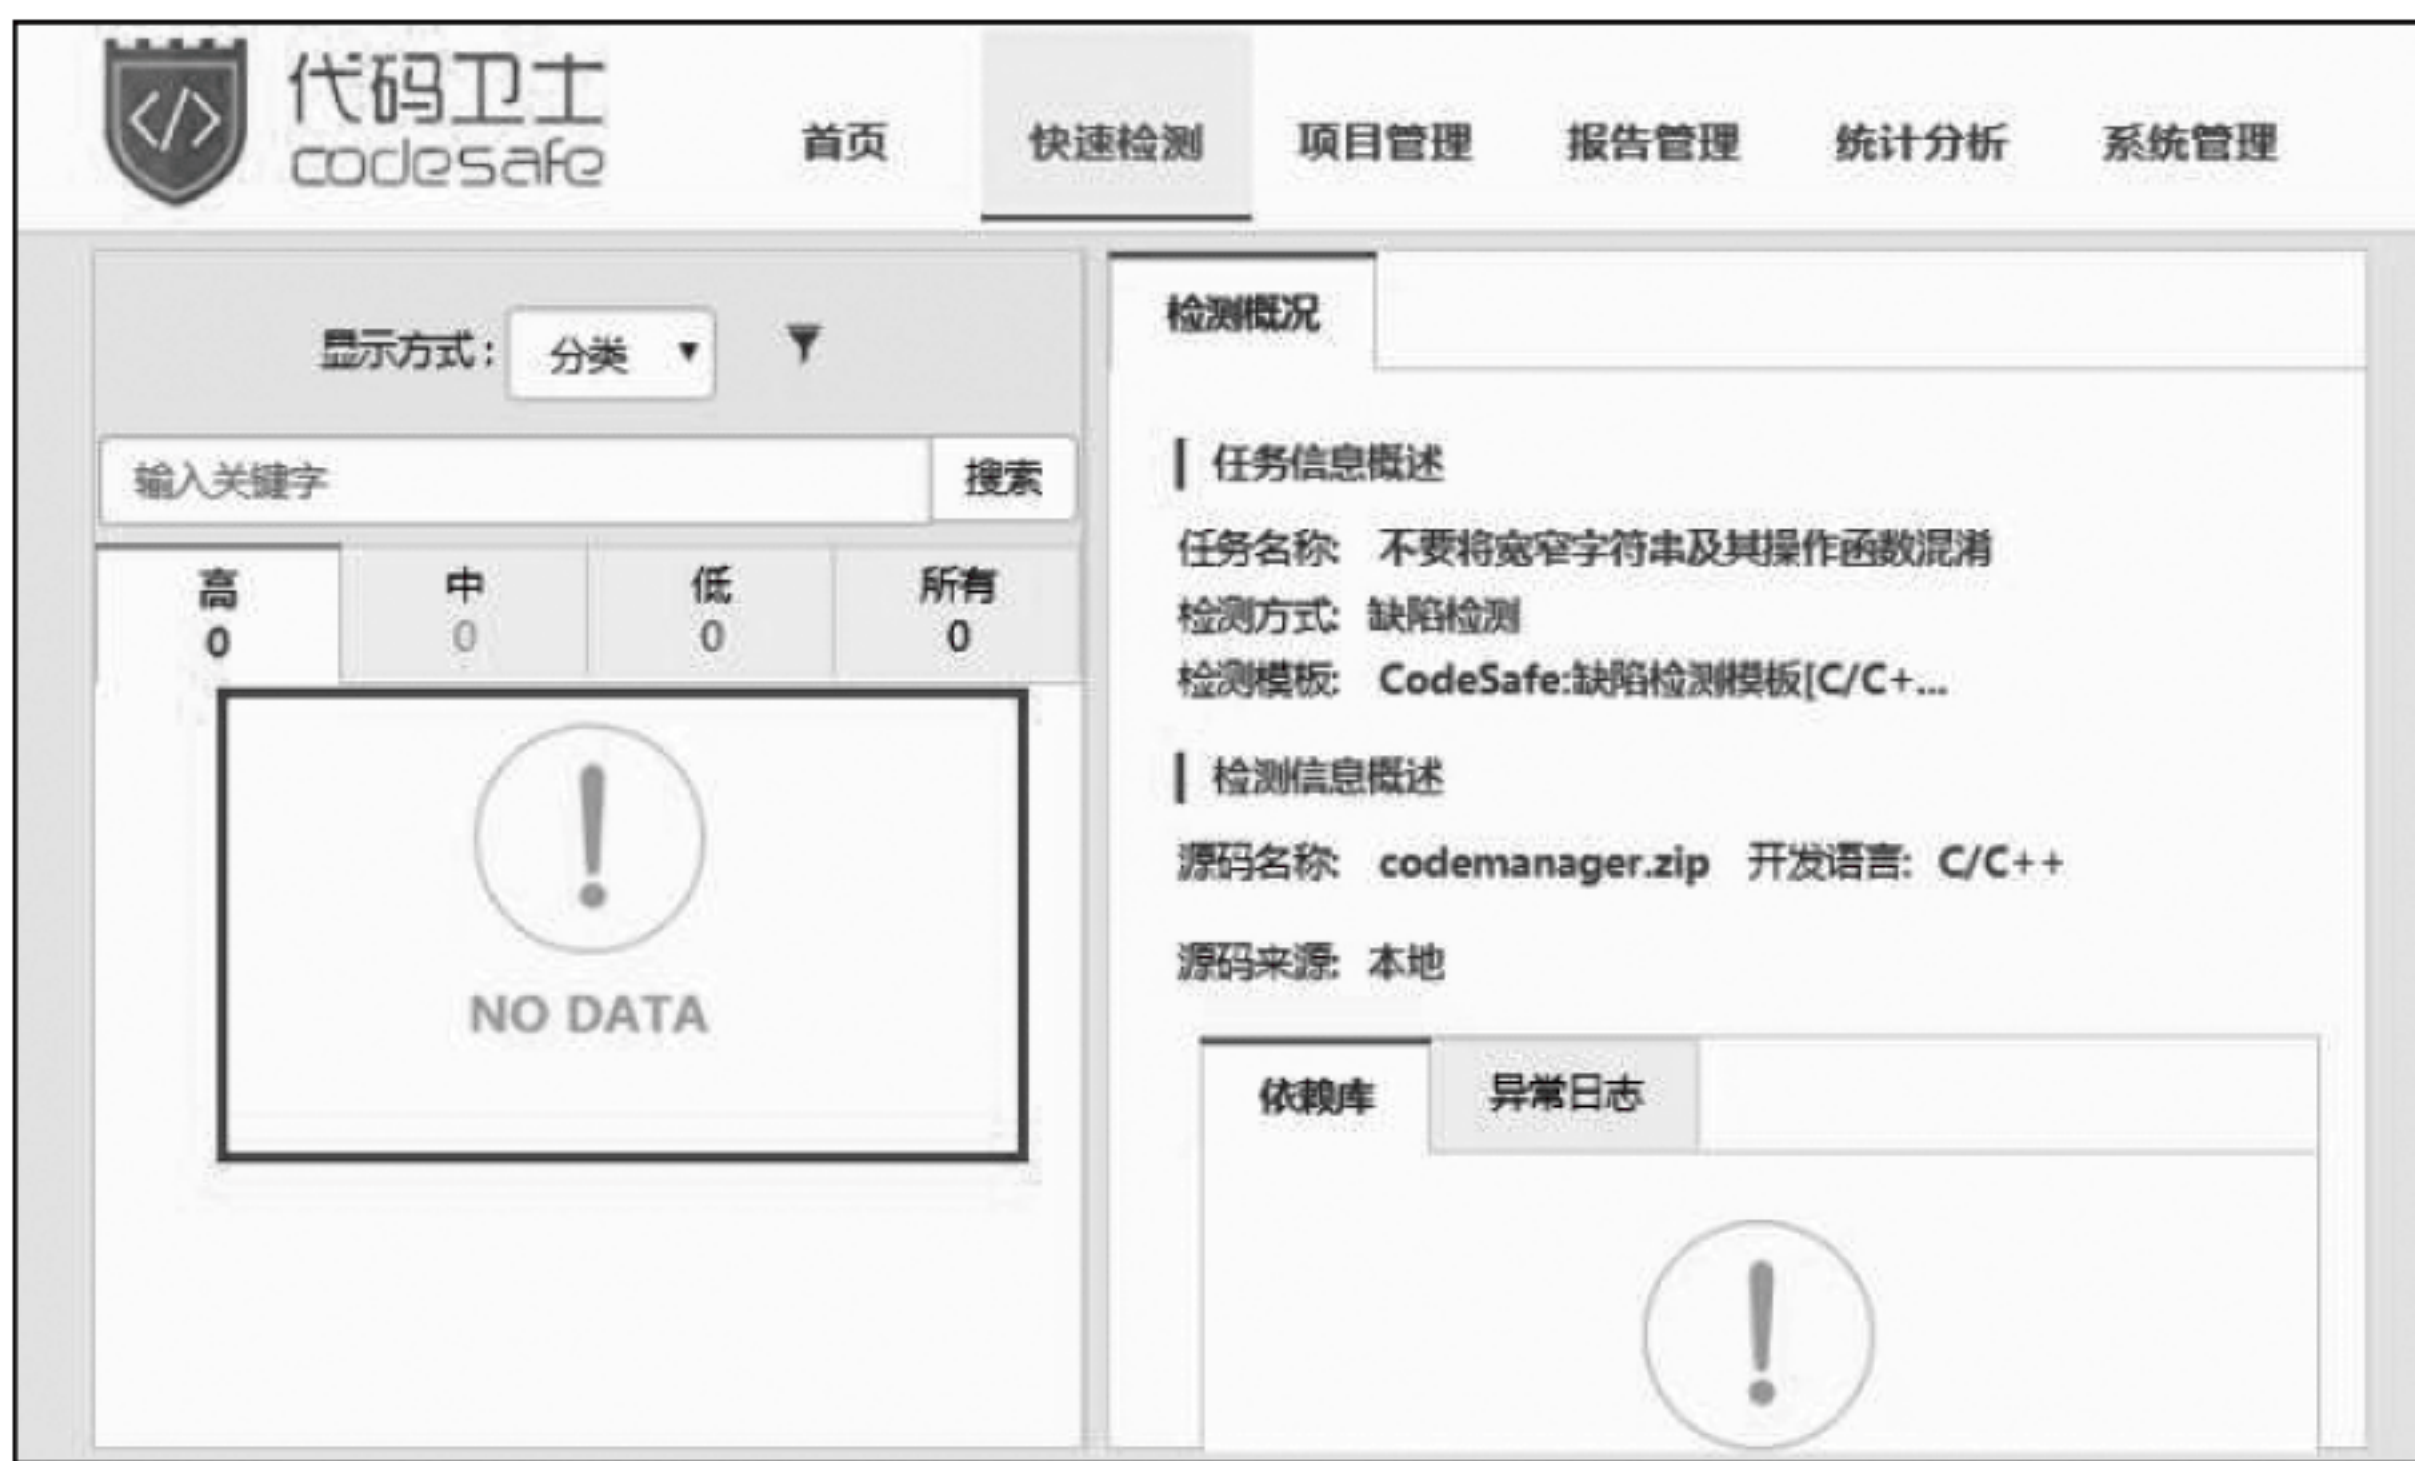 代码卫士
codesafe
首页 快速检测 项目管理 报告管理 统计分析 系统管理
显示方式: 分类
输入关键字 搜索
高 中 低 所有
0 0 0 0
NO DATA
检测概况
任务信息概述
任务名称: 不要将宽窄字符串及其操作函数混淆
检测方式: 缺陷检测
检测模板: CodeSafe:缺陷检测模板[C/C+...
检测信息概述
源码名称: codemanager.zip 开发语言: C/C++
源码来源: 本地
依赖库 异常日志